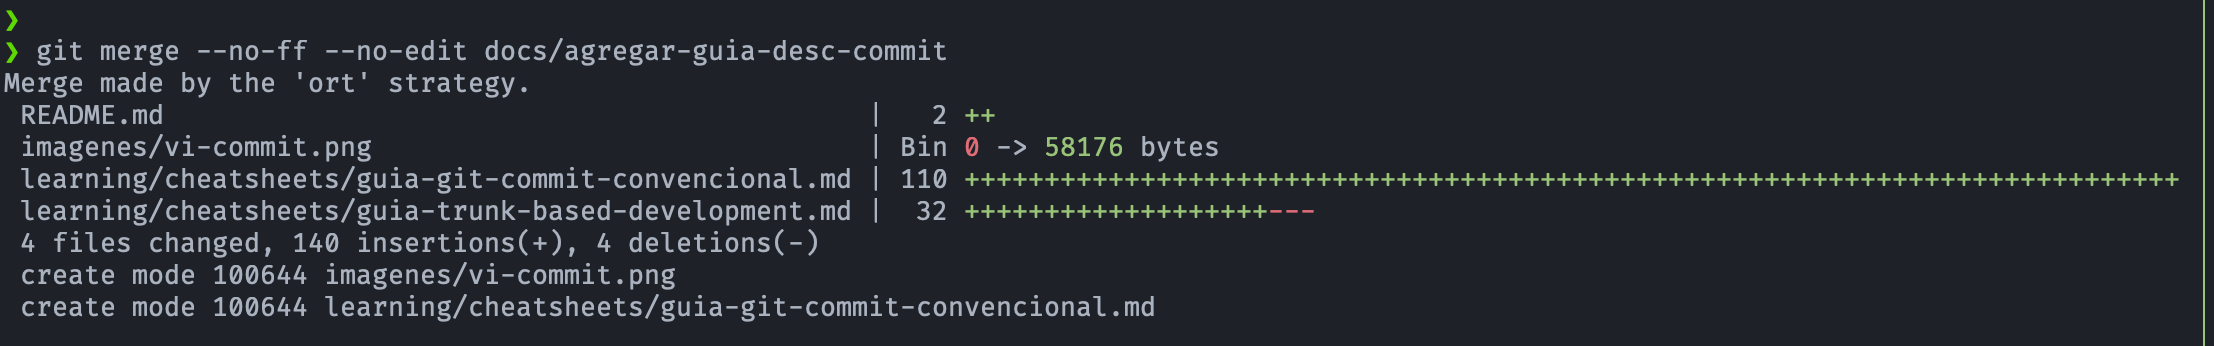 ❯
❯ git merge --no-ff --no-edit docs/agregar-guia-desc-commit
Merge made by the 'ort' strategy.
 README.md                                            |   2 ++
 imagenes/vi-commit.png                               | Bin 0 -> 58176 bytes
 learning/cheatsheets/guia-git-commit-convencional.md | 110 ++++++++++++++++++++++++++++++++++++++++++++++++++++++++++++++++++++++++++++
 learning/cheatsheets/guia-trunk-based-development.md |  32 +++++++++++++++++++---
 4 files changed, 140 insertions(+), 4 deletions(-)
 create mode 100644 imagenes/vi-commit.png
 create mode 100644 learning/cheatsheets/guia-git-commit-convencional.md